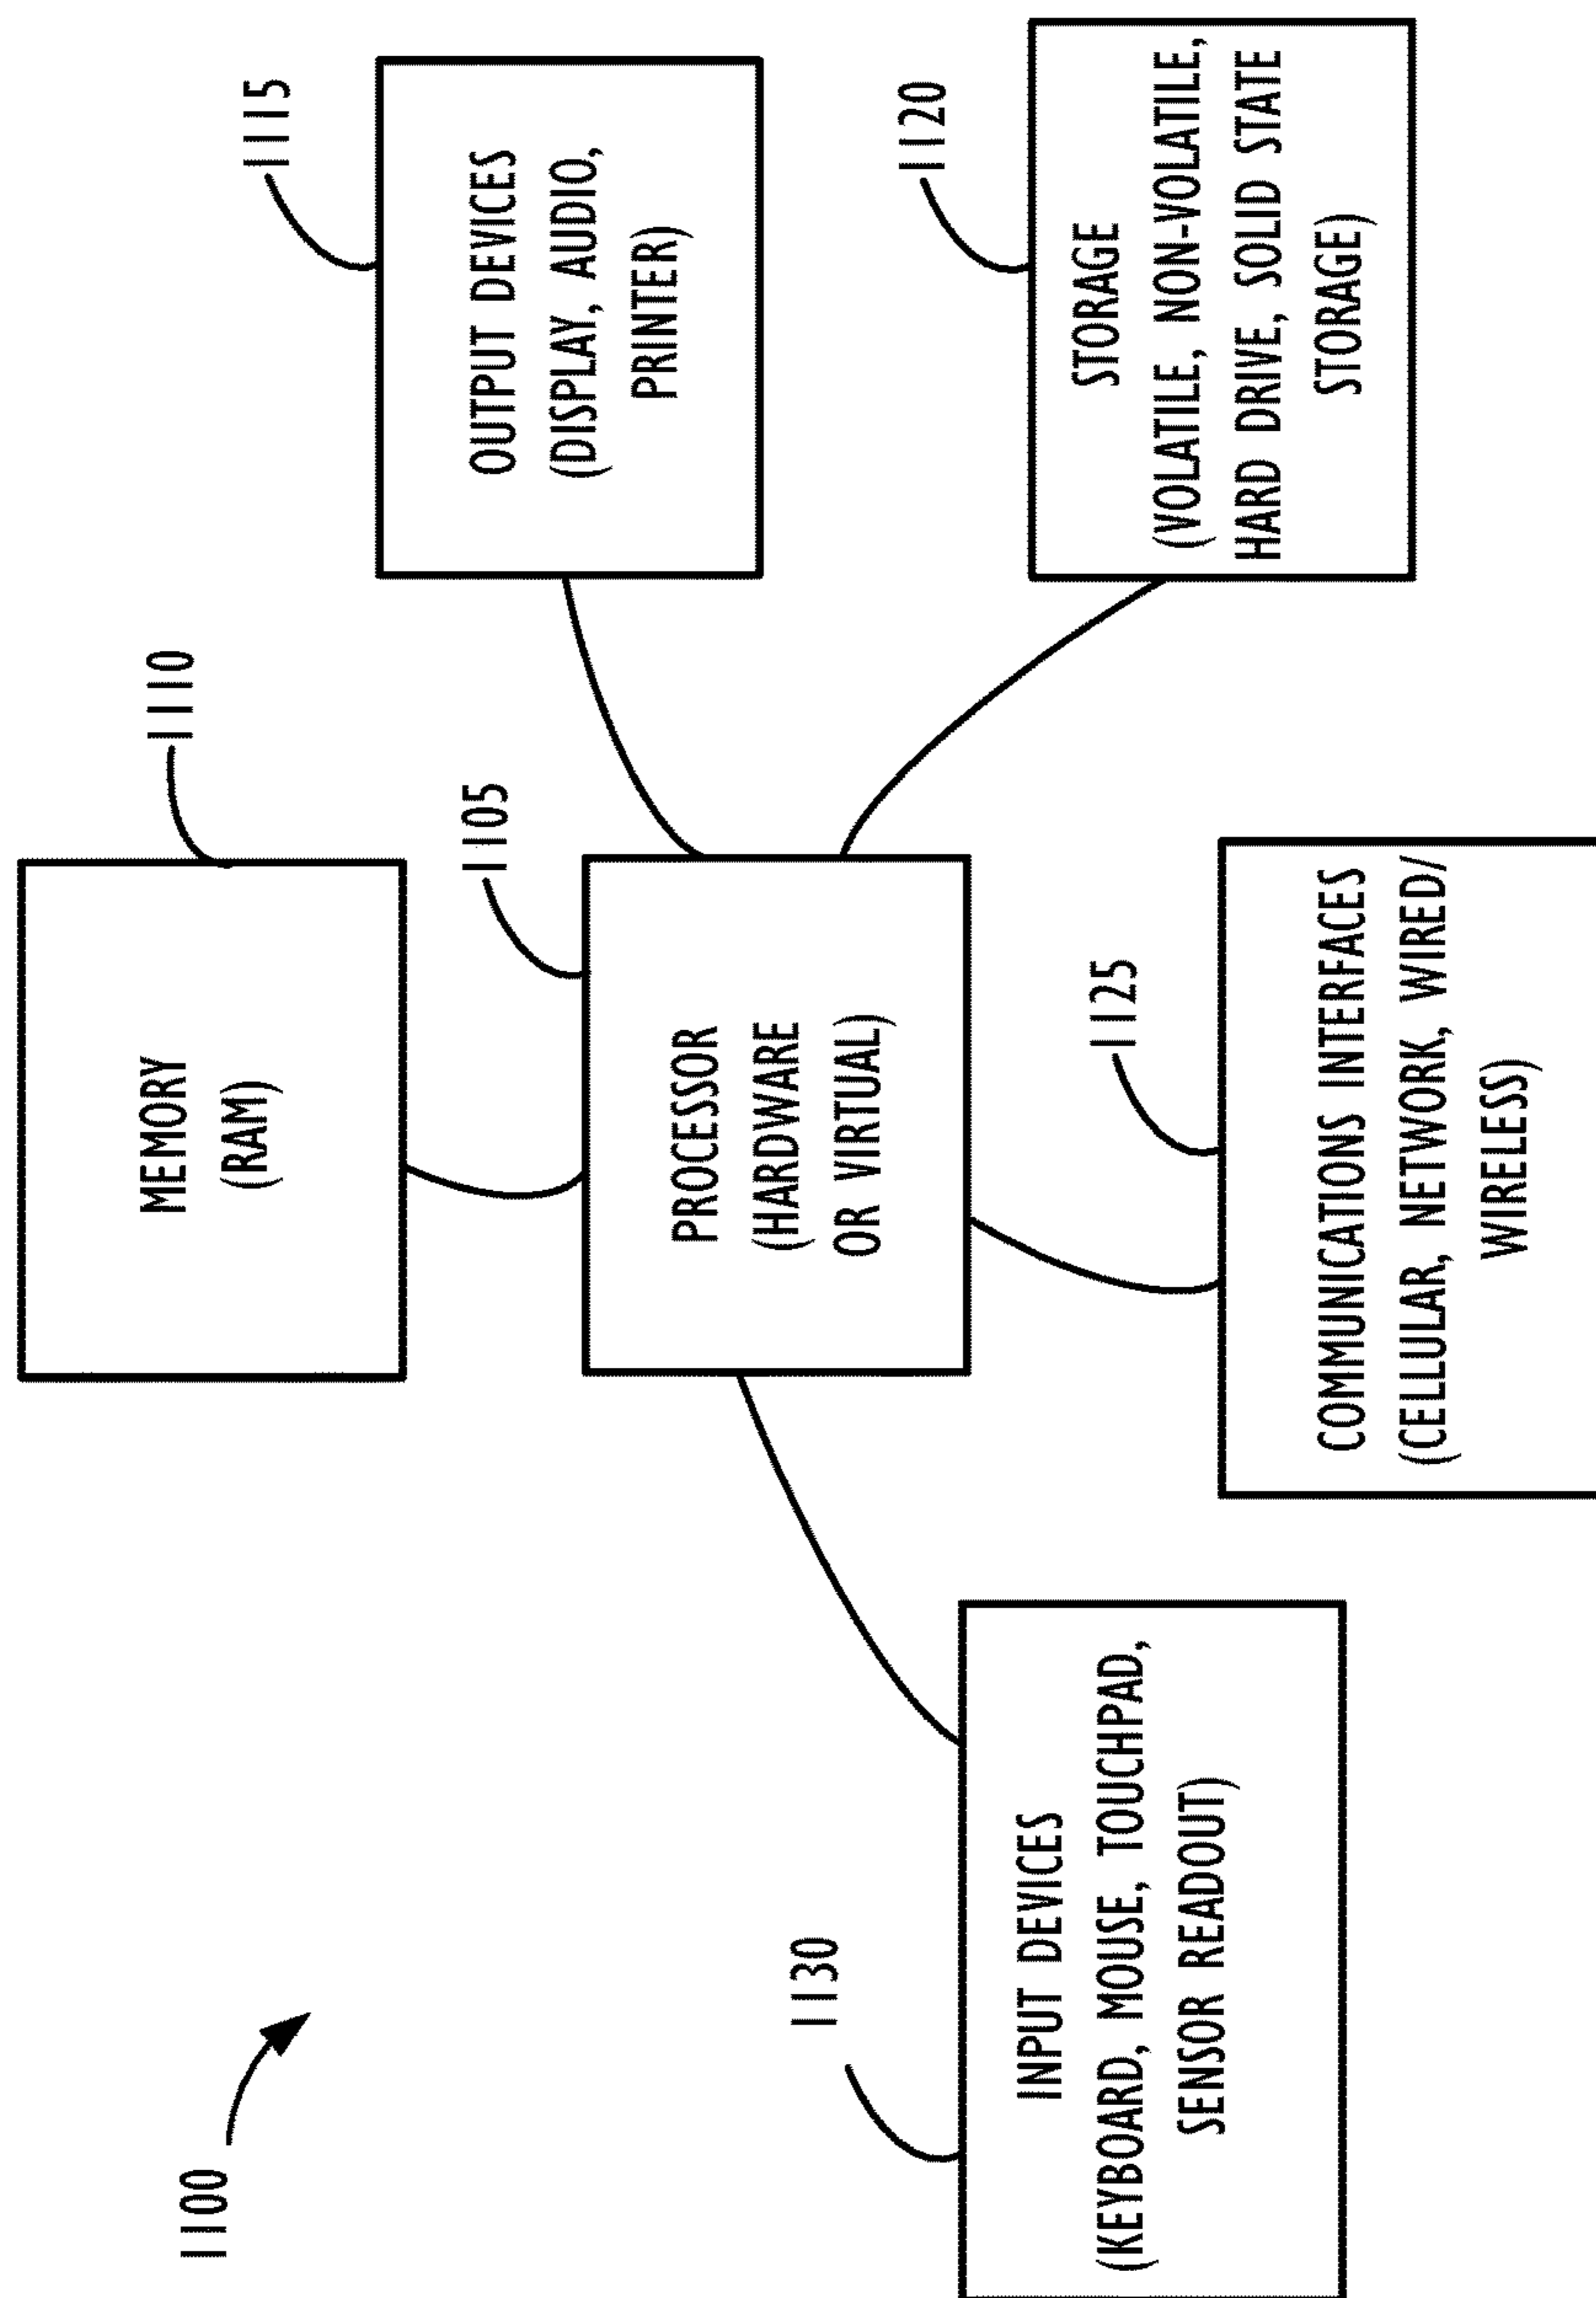 1100
1110
MEMORY
(RAM)
1115
OUTPUT DEVICES
(DISPLAY, AUDIO,
PRINTER)
1105
PROCESSOR
(HARDWARE
OR VIRTUAL)
1130
INPUT DEVICES
(KEYBOARD, MOUSE, TOUCHPAD,
SENSOR READOUT)
1125
COMMUNICATIONS INTERFACES
(CELLULAR, NETWORK, WIRED/
WIRELESS)
1120
STORAGE
(VOLATILE, NON-VOLATILE,
HARD DRIVE, SOLID STATE
STORAGE)